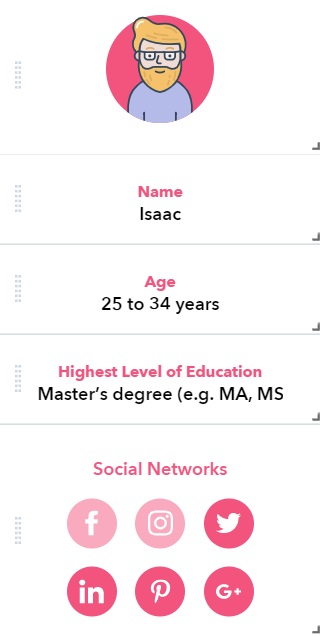 Name
Isaac
Age
25 to 34 years
Highest Level of Education
Master’s degree (e.g. MA, MS
Social Networks
f
in
G+